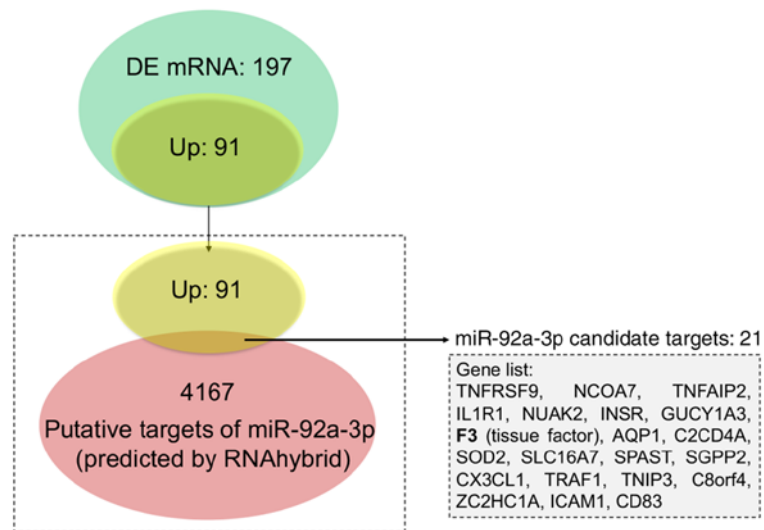 DE mRNA: 197
Up: 91
Up: 91
4167
Putative targets of miR-92a-3p
(predicted by RNAhybrid)
miR-92a-3p candidate targets: 21
Gene list:
TNFRSF9, NCOA7, TNFAIP2,
IL1R1, NUAK2, INSR, GUCY1A3,
F3 (tissue factor), AQP1, C2CD4A,
SOD2, SLC16A7, SPAST, SGPP2,
CX3CL1, TRAF1, TNIP3, C8orf4,
ZC2HC1A, ICAM1, CD83